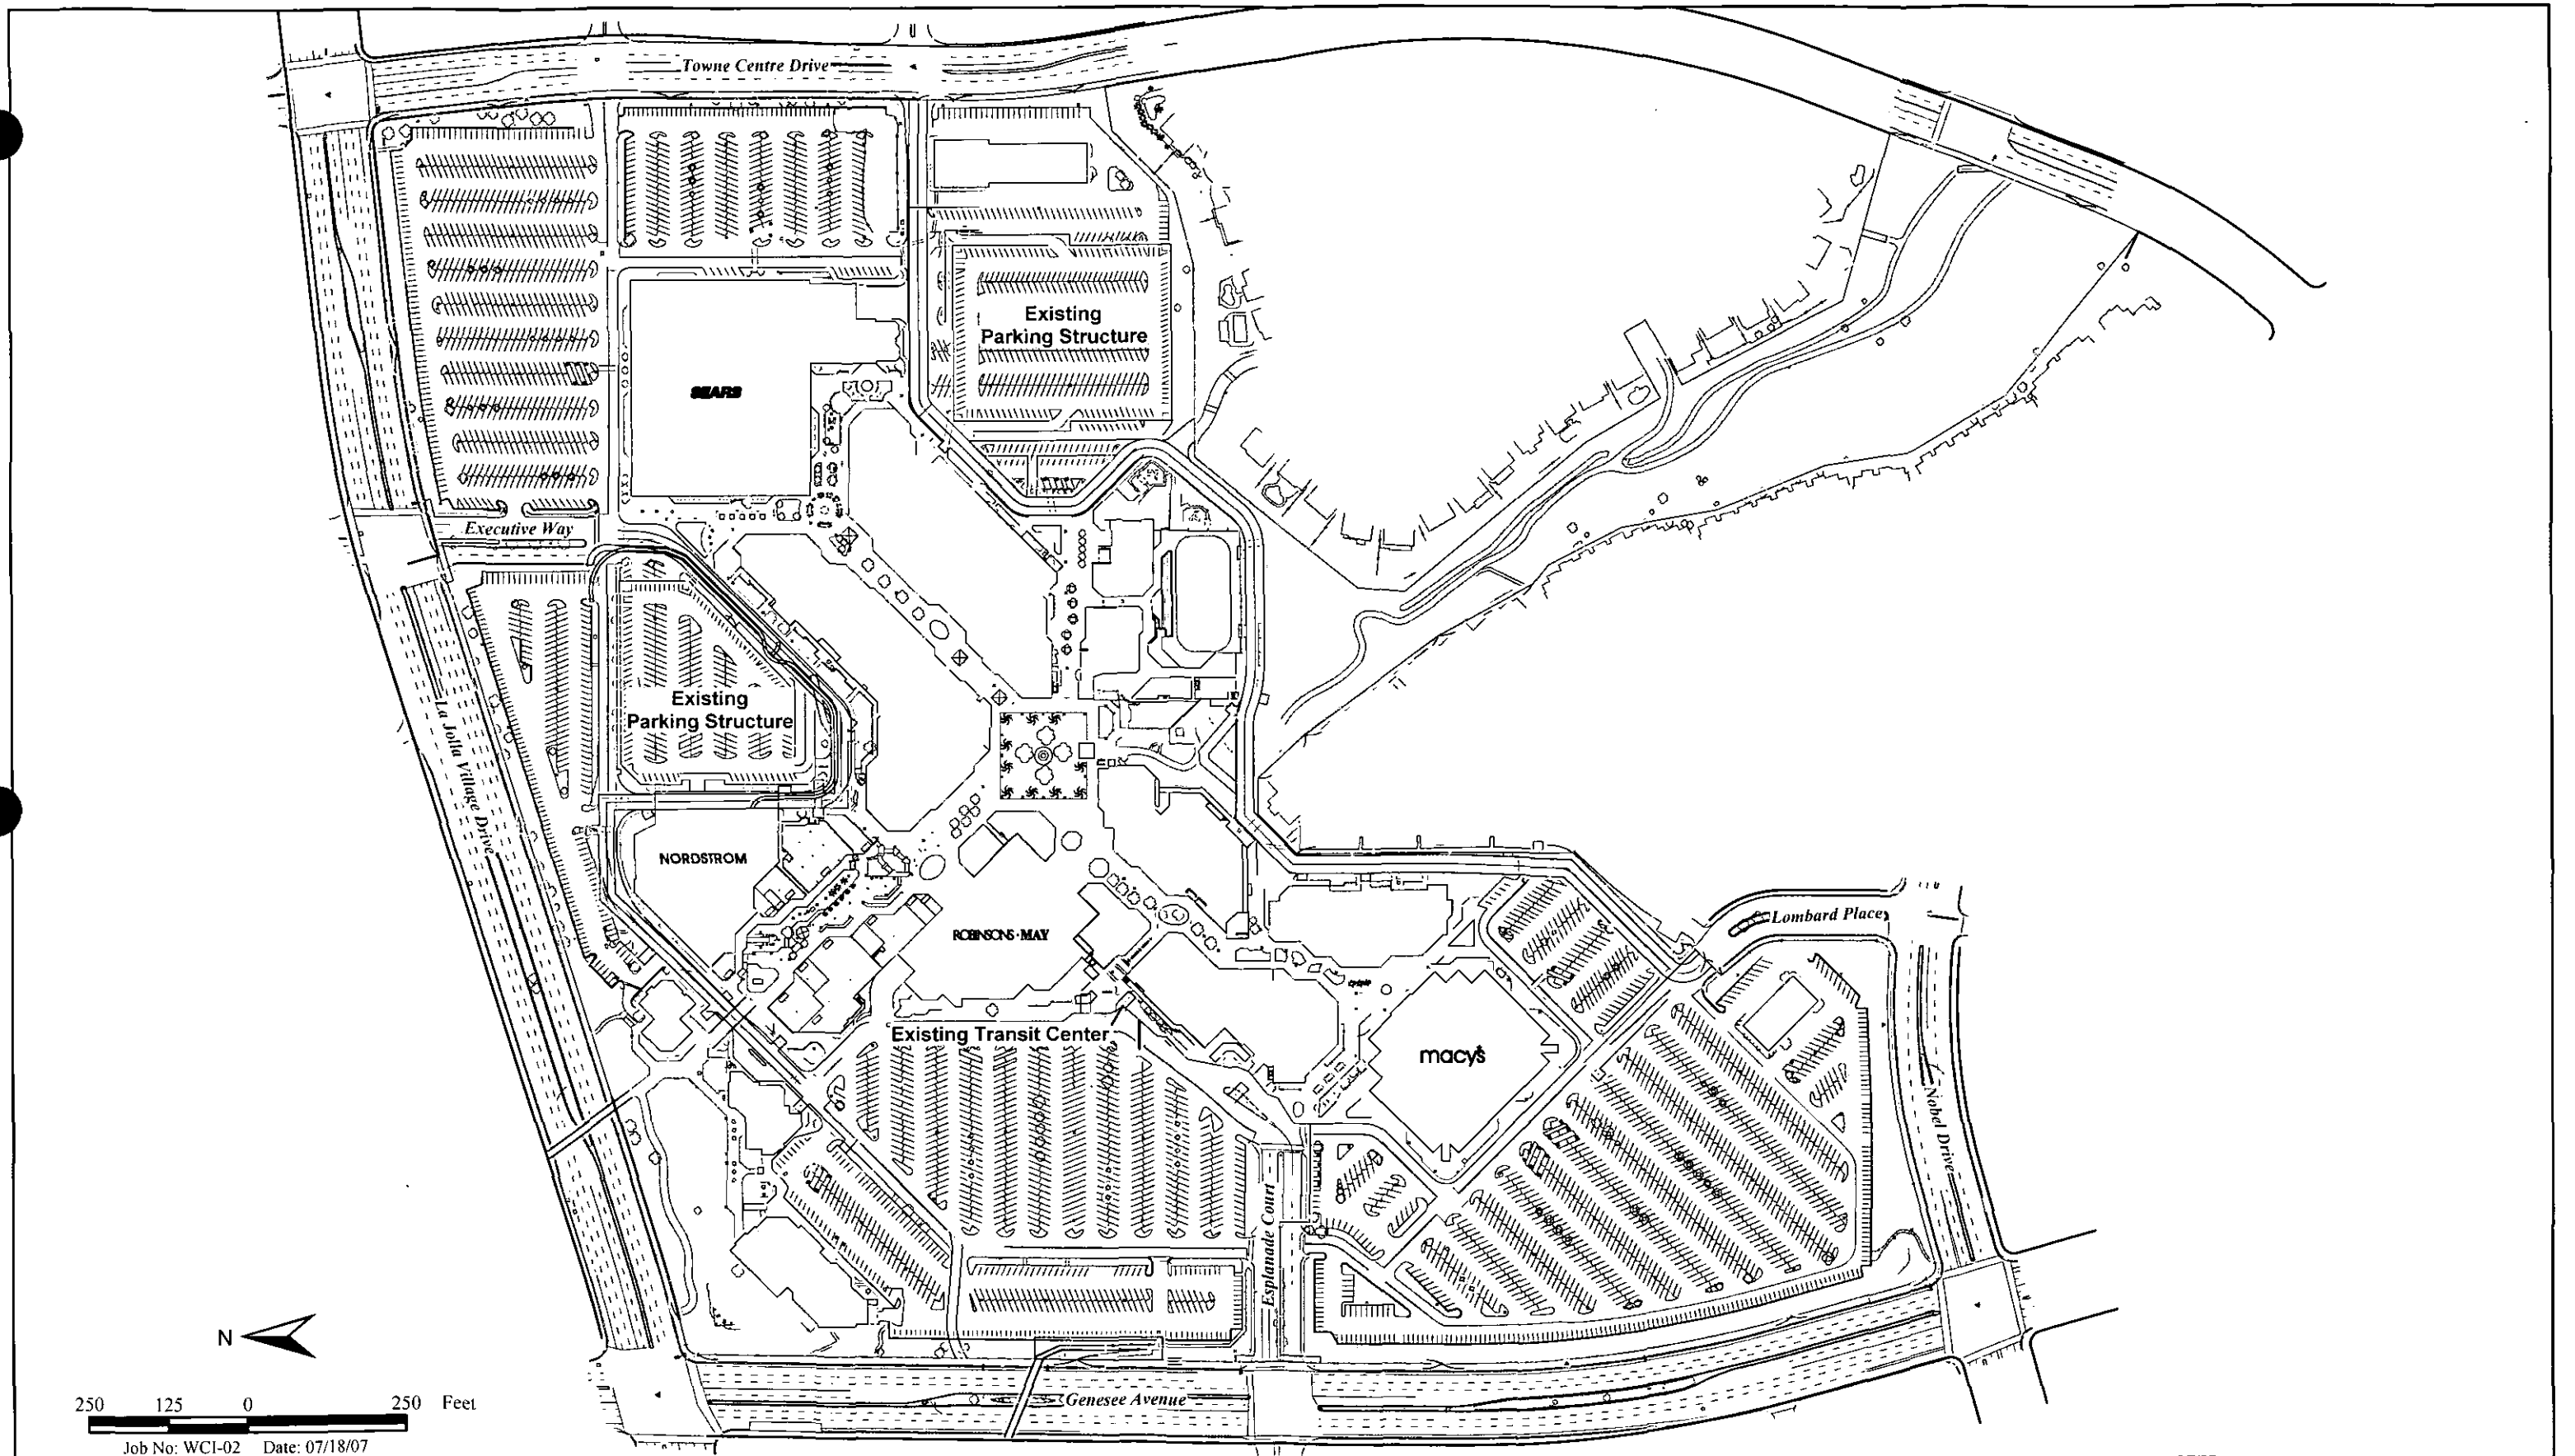 Towne Centre Drive
Existing
Parking Structure
SEARS
Executive Way
Existing
Parking Structure
La Jolla Village Drive
NORDSTROM
ROBINSONS·MAY
Lombard Place
Existing Transit Center
macy's
Nobel Drive
Esplanade Court
N
Genesee Avenue
250 125 0 250 Feet
Job No: WCI-02 Date: 07/18/07